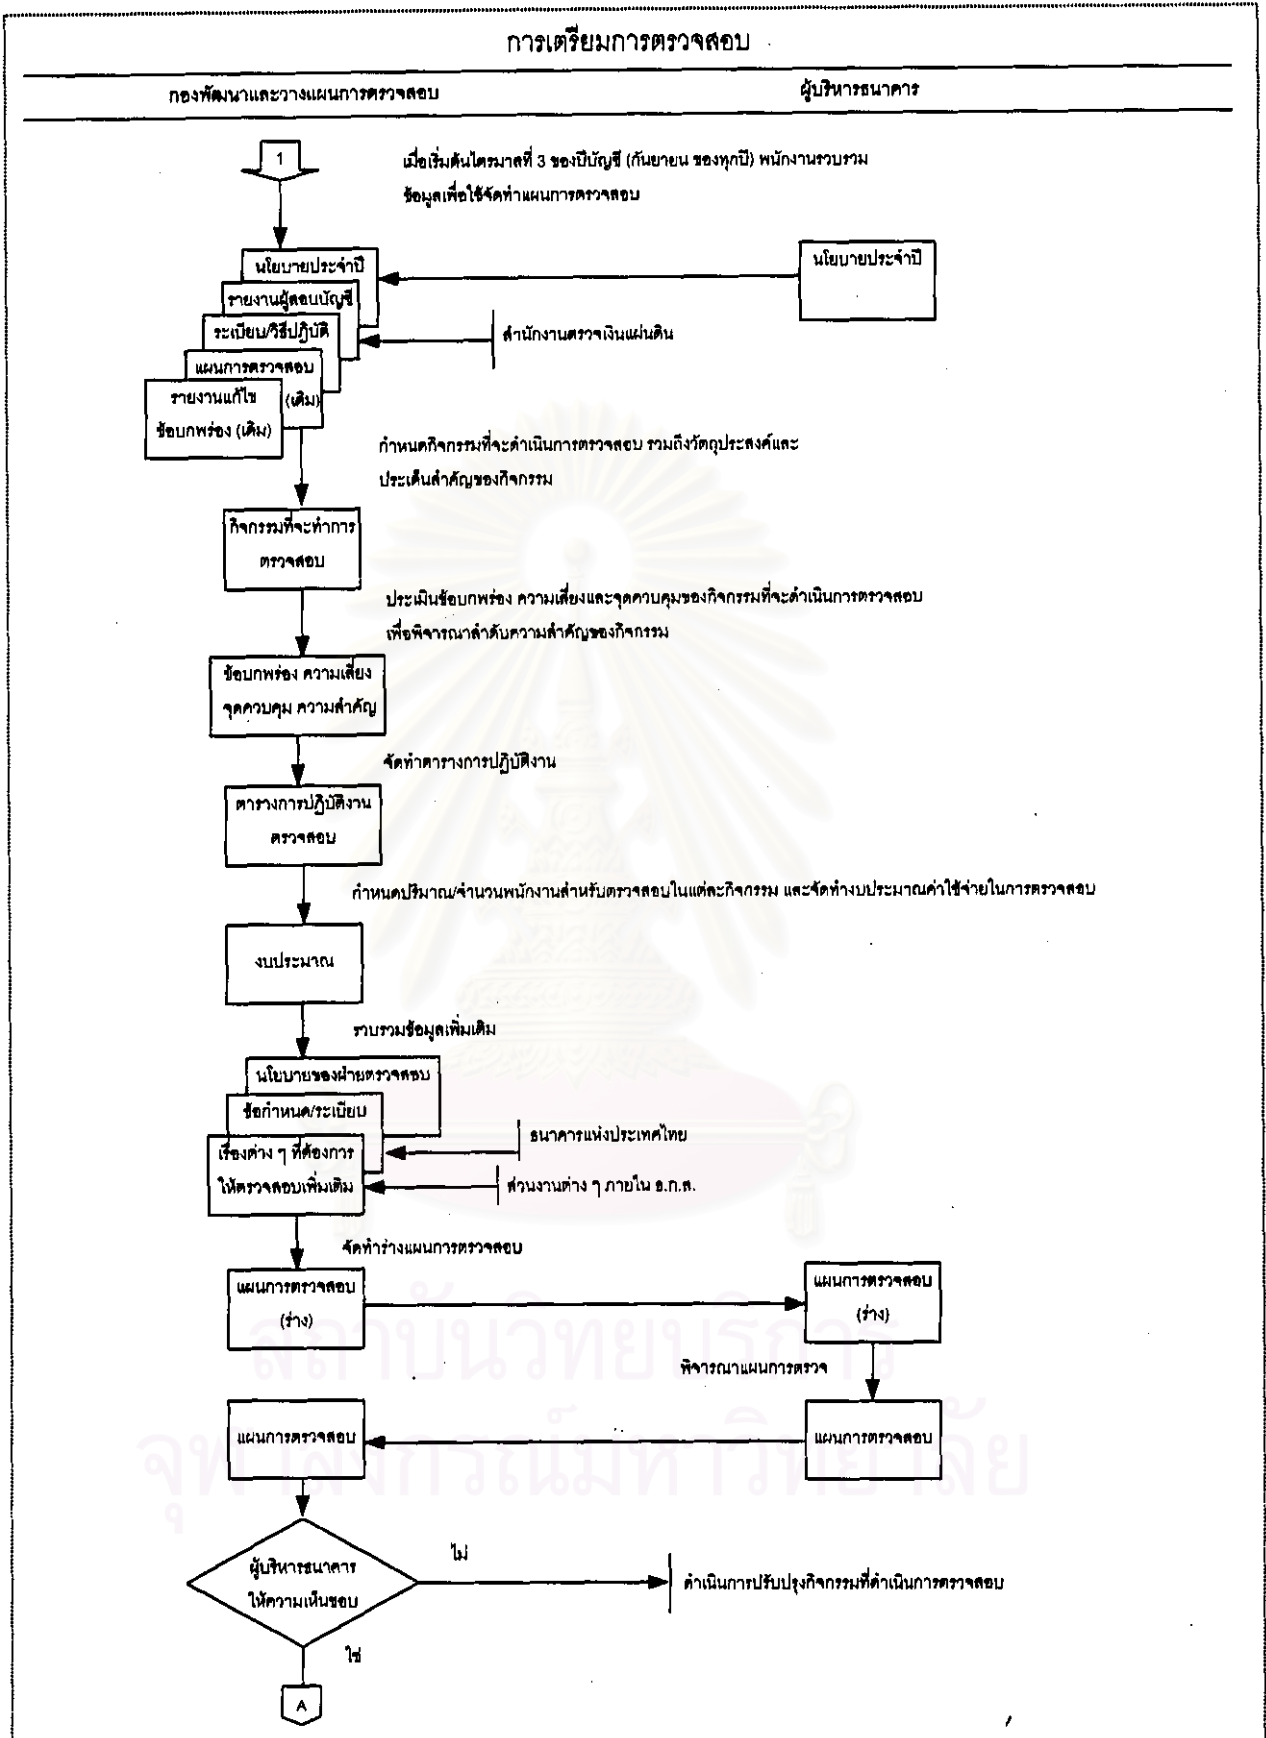 การเตรียมการตรวจสอบ
กองพัฒนาและวางแผนการตรวจสอบ
ผู้บริหารธนาคาร
1
เมื่อเริ่มต้นไตรมาสที่ 3 ของปีบัญชี (กันยายน ของทุกปี) พนักงานรวบรวม
ข้อมูลเพื่อใช้จัดทำแผนการตรวจสอบ
นโยบายประจำปี
นโยบายประจำปี
รายงานผู้สอบบัญชี
ระเบียบ/วิธีปฏิบัติ
สำนักงานตรวจเงินแผ่นดิน
แผนการตรวจสอบ
(เดิม)
รายงานแก้ไข
ข้อบกพร่อง (เดิม)
กำหนดกิจกรรมที่จะดำเนินการตรวจสอบ รวมถึงวัตถุประสงค์และ
ประเด็นสำคัญของกิจกรรม
กิจกรรมที่จะทำการ
ตรวจสอบ
ประเมินข้อบกพร่อง ความเสี่ยงและจุดควบคุมของกิจกรรมที่จะดำเนินการตรวจสอบ
เพื่อพิจารณาลำดับความสำคัญของกิจกรรม
ข้อบกพร่อง ความเสี่ยง
จุดควบคุม ความสำคัญ
จัดทำตารางการปฏิบัติงาน
ตารางการปฏิบัติงาน
ตรวจสอบ
กำหนดปริมาณ/จำนวนพนักงานสำหรับตรวจสอบในแต่ละกิจกรรม และจัดทำงบประมาณค่าใช้จ่ายในการตรวจสอบ
งบประมาณ
รวบรวมข้อมูลเพิ่มเติม
นโยบายของฝ่ายตรวจสอบ
ข้อกำหนด/ระเบียบ
ธนาคารแห่งประเทศไทย
เรื่องต่าง ๆ ที่ต้องการ
ให้ตรวจสอบเพิ่มเติม
ส่วนงานต่าง ๆ ภายใน ธ.ก.ส.
จัดทำร่างแผนการตรวจสอบ
แผนการตรวจสอบ
(ร่าง)
แผนการตรวจสอบ
(ร่าง)
พิจารณาแผนการตรวจ
แผนการตรวจสอบ
แผนการตรวจสอบ
ผู้บริหารธนาคาร
ให้ความเห็นชอบ
ไม่
ดำเนินการปรับปรุงกิจกรรมที่ดำเนินการตรวจสอบ
ใช่
A
สถาบันวิทยบริการ
จุฬาลงกรณ์มหาวิทยาลัย